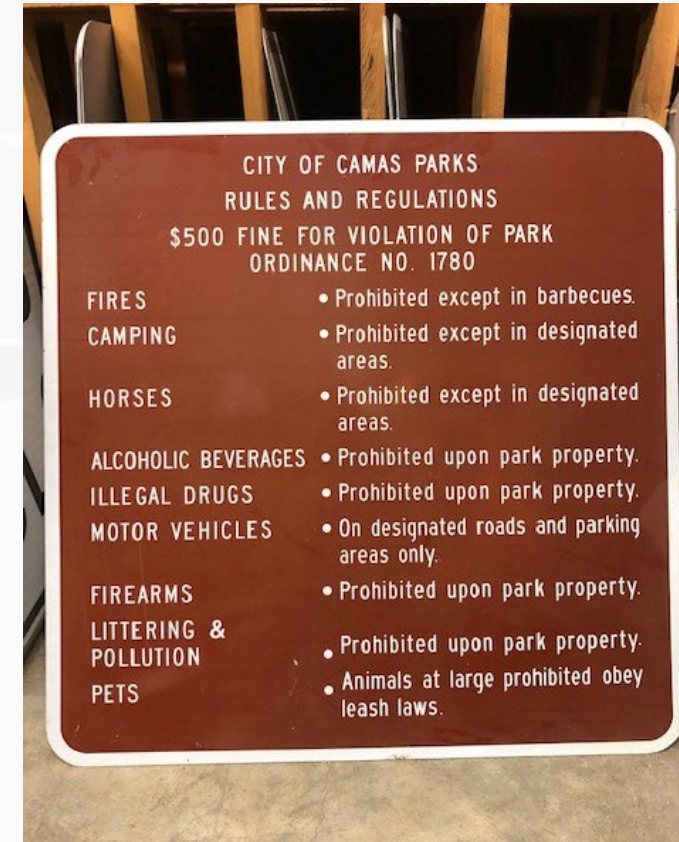 CITY OF CAMAS PARKS
RULES AND REGULATIONS
$500 FINE FOR VIOLATION OF PARK
ORDINANCE NO. 1780
FIRES • Prohibited except in barbecues.
CAMPING • Prohibited except in designated
areas.
HORSES • Prohibited except in designated
areas.
ALCOHOLIC BEVERAGES • Prohibited upon park property.
ILLEGAL DRUGS • Prohibited upon park property.
MOTOR VEHICLES • On designated roads and parking
areas only.
FIREARMS • Prohibited upon park property.
LITTERING &
POLLUTION • Prohibited upon park property.
PETS • Animals at large prohibited obey
leash laws.